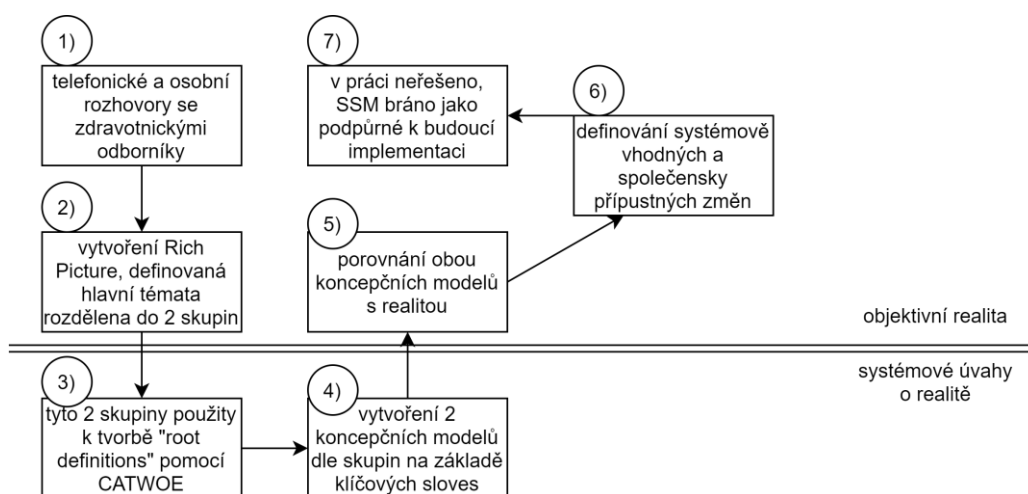 1)
telefonické a osobní
rozhovory se
zdravotnickými
odborníky
2)
vytvoření Rich
Picture, definovaná
hlavní témata
rozdělena do 2 skupin
3)
tyto 2 skupiny použity
k tvorbě "root
definitions" pomocí
CATWOE
4)
vytvoření 2
koncepčních modelů
dle skupin na základě
klíčových sloves
5)
porovnání obou
koncepčních modelů
s realitou
6)
definování systémově
vhodných a
společensky
přípustných změn
7)
v práci neřešeno,
SSM bráno jako
podpůrné k budoucí
implementaci
objektivní realita
systémové úvahy
o realitě